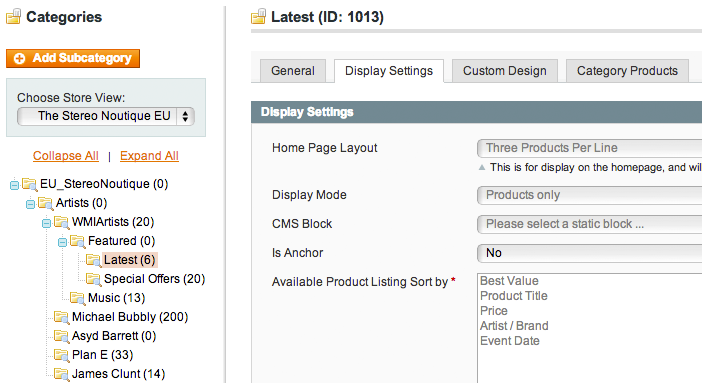 Categories
Add Subcategory
Choose Store View:
The Stereo Noutique EU
Collapse All | Expand All
EU_StereoNoutique (0)
Artists (0)
WMIArtists (20)
Featured (0)
Latest (6)
Special Offers (20)
Music (13)
Michael Bubbly (200)
Asyd Barrett (0)
Plan E (33)
James Clunt (14)
Latest (ID: 1013)
General
Display Settings
Custom Design
Category Products
Display Settings
Home Page Layout
Three Products Per Line
This is for display on the homepage, and wil
Display Mode
Products only
CMS Block
Please select a static block ...
Is Anchor
No
Available Product Listing Sort by *
Best Value
Product Title
Price
Artist / Brand
Event Date